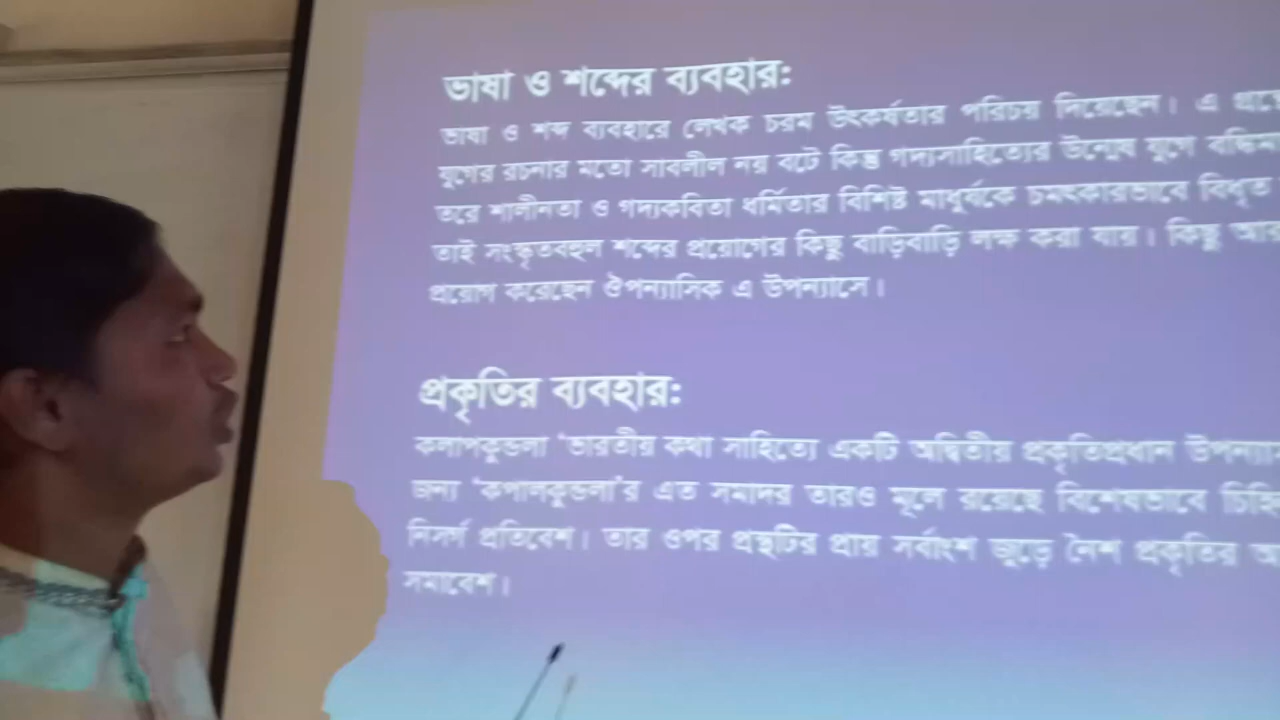 ভাষা ও শব্দের ব্যবহার:
ভাষা ও শব্দ ব্যবহারে লেখক চরম উৎকর্ষতার পরিচয় দিয়েছেন। এ
যুগের রচনার মতো সাবলীল নয় বটে কিন্তু গদ্যসাহিত্যের উন্মেষ যুগে
তরে শালীনতা ও গদ্যকবিতা ধর্মিতার বিশিষ্ট মাধুর্যকে চমৎকারভাবে বিধৃত
তাই সংস্কৃতবহুল শব্দের প্রয়োগের কিছু বাড়িবাড়ি লক্ষ করা যায়। কিছু
প্রয়োগ করেছেন ঔপন্যাসিক এ উপন্যাসে।
প্রকৃতির ব্যবহার:
কলাপকুন্ডলা 'ভারতীয় কথা সাহিত্যে একটি অদ্বিতীয় প্রকৃতিপ্রধান
জন্য 'কপালকুন্ডলা'র এত সমাদর তারও মূলে রয়েছে বিশেষভাবে
নিসর্গ প্রতিবেশ। তার ওপর গ্রন্থটির প্রায় সর্বাংশ জুড়ে নৈশ প্রকৃতির
সমাবেশ।